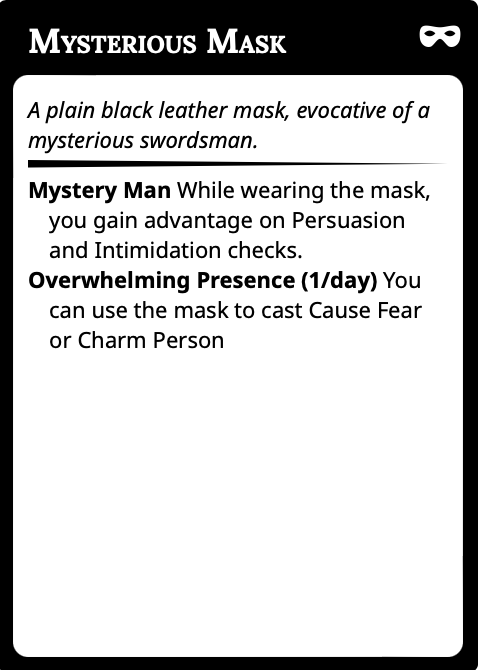 Mysterious Mask
A plain black leather mask, evocative of a
mysterious swordsman.
Mystery Man While wearing the mask,
you gain advantage on Persuasion
and Intimidation checks.
Overwhelming Presence (1/day) You
can use the mask to cast Cause Fear
or Charm Person